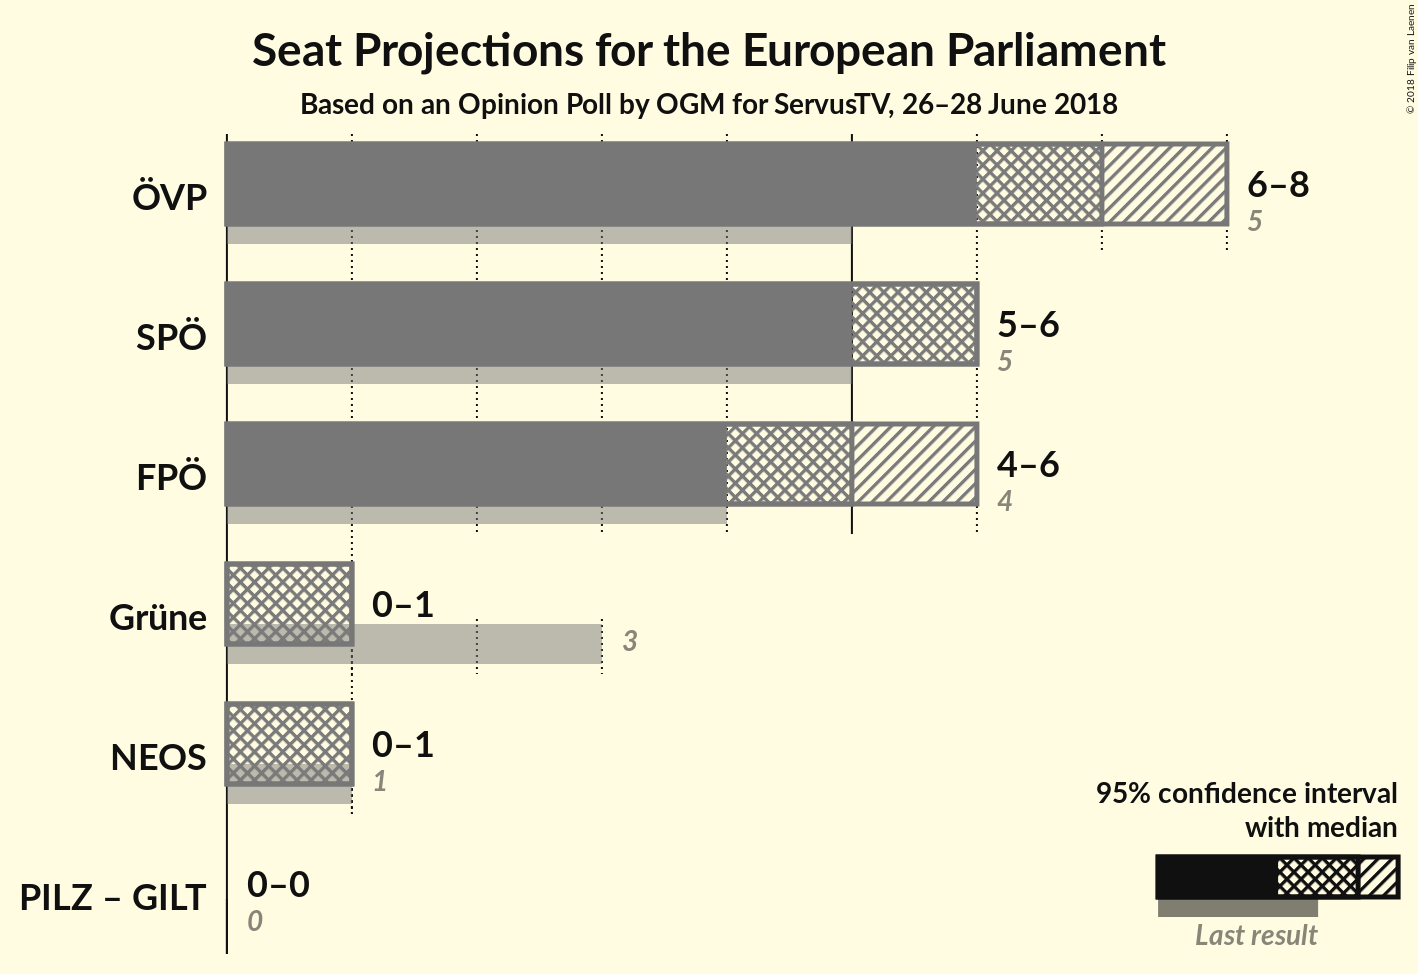 Seat Projections for the European Parliament
Based on an Opinion Poll by OGM for ServusTV, 26–28 June 2018
© 2018 Filip van Laenen
ÖVP
6–8
5
SPÖ
5–6
5
FPÖ
4–6
4
Grüne
0–1
3
NEOS
0–1
1
PILZ – GILT
0–0
0
95% confidence interval
with median
Last result